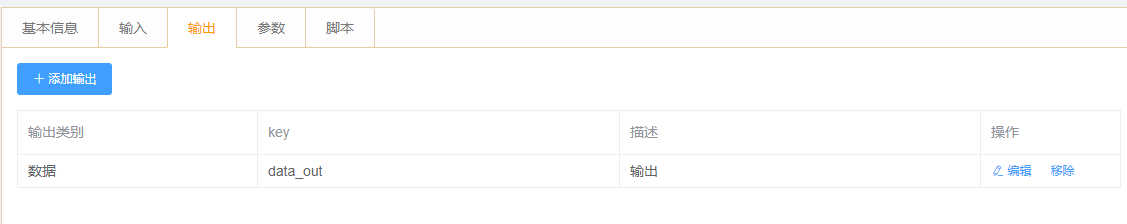 基本信息 输入 输出 参数 脚本
添加输出
输出类别 key 描述 操作
数据 data_out 输出 编辑 移除